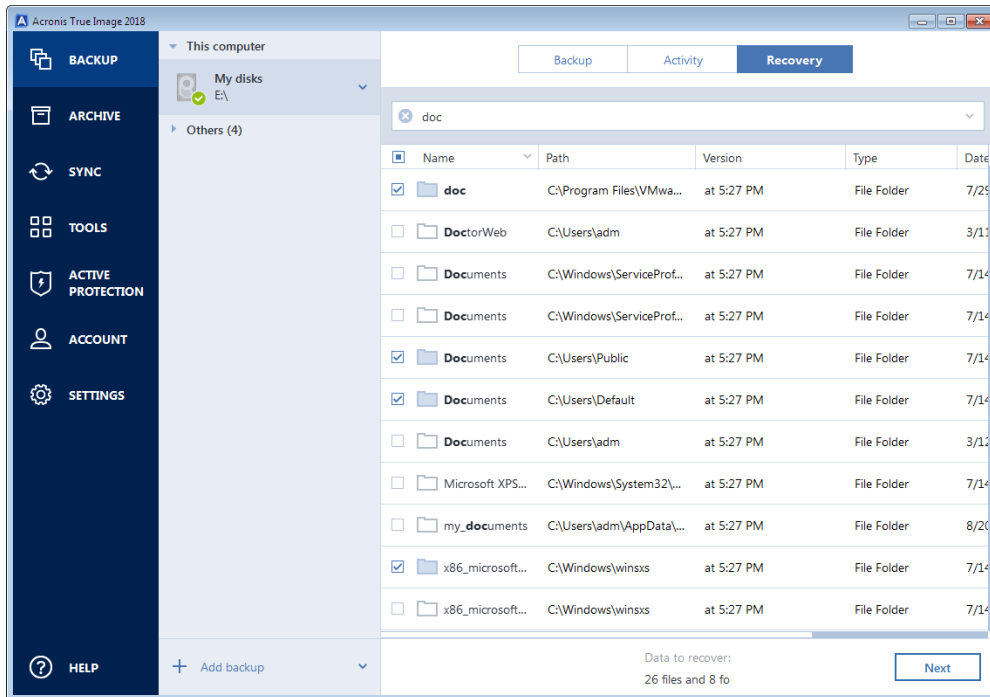 Acronis True Image 2018
BACKUP
ARCHIVE
SYNC
TOOLS
ACTIVE
PROTECTION
ACCOUNT
SETTINGS
HELP
This computer
My disks
E:\
Others (4)
Add backup
Backup Activity Recovery
doc
Name Path Version Type Date
doc C:\Program Files\VMwa... at 5:27 PM File Folder 7/29
DoctorWeb C:\Users\adm at 5:27 PM File Folder 3/11
Documents C:\Windows\ServiceProf... at 5:27 PM File Folder 7/14
Documents C:\Windows\ServiceProf... at 5:27 PM File Folder 7/14
Documents C:\Users\Public at 5:27 PM File Folder 7/14
Documents C:\Users\Default at 5:27 PM File Folder 7/14
Documents C:\Users\adm at 5:27 PM File Folder 3/12
Microsoft XPS... C:\Windows\System32\... at 5:27 PM File Folder 7/14
my_documents C:\Users\adm\AppData\... at 5:27 PM File Folder 8/20
x86_microsoft... C:\Windows\winsxs at 5:27 PM File Folder 7/14
x86_microsoft... C:\Windows\winsxs at 5:27 PM File Folder 7/14
Data to recover:
26 files and 8 fo
Next